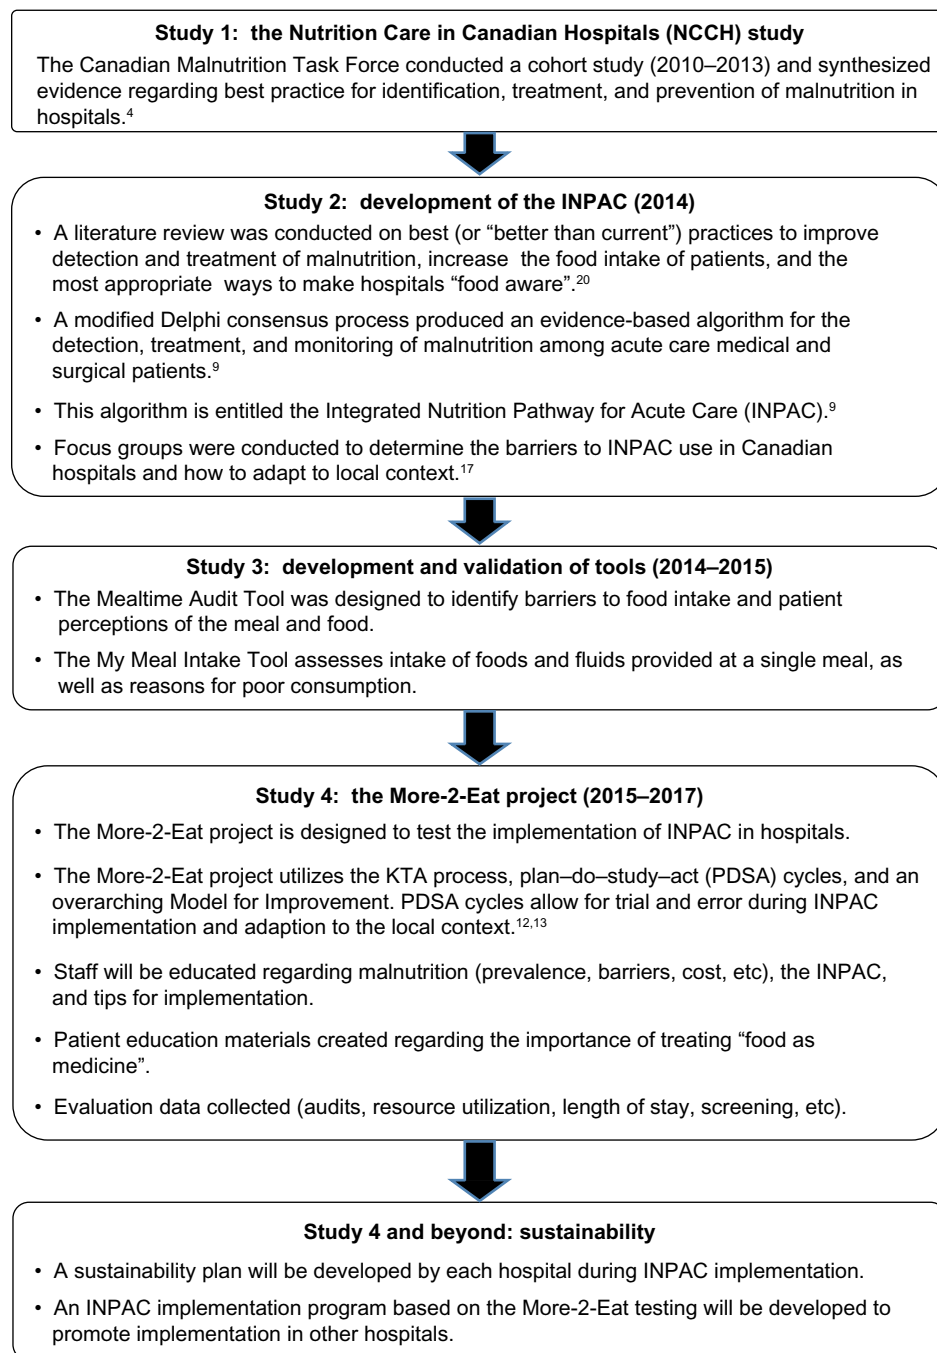 Study 1:  the Nutrition Care in Canadian Hospitals (NCCH) study
The Canadian Malnutrition Task Force conducted a cohort study (2010–2013) and synthesized
evidence regarding best practice for identification, treatment, and prevention of malnutrition in
hospitals.4
Study 2:  development of the INPAC (2014)
• A literature review was conducted on best (or “better than current”) practices to improve
detection and treatment of malnutrition, increase  the food intake of patients, and the
most appropriate  ways to make hospitals “food aware”.20
• A modified Delphi consensus process produced an evidence-based algorithm for the
detection, treatment, and monitoring of malnutrition among acute care medical and
surgical patients.9
• This algorithm is entitled the Integrated Nutrition Pathway for Acute Care (INPAC).9
• Focus groups were conducted to determine the barriers to INPAC use in Canadian
hospitals and how to adapt to local context.17
Study 3:  development and validation of tools (2014–2015)
• The Mealtime Audit Tool was designed to identify barriers to food intake and patient
perceptions of the meal and food.
• The My Meal Intake Tool assesses intake of foods and fluids provided at a single meal, as
well as reasons for poor consumption.
Study 4:  the More-2-Eat project (2015–2017)
• The More-2-Eat project is designed to test the implementation of INPAC in hospitals.
• The More-2-Eat project utilizes the KTA process, plan–do–study–act (PDSA) cycles, and an
overarching Model for Improvement. PDSA cycles allow for trial and error during INPAC
implementation and adaption to the local context.12,13
• Staff will be educated regarding malnutrition (prevalence, barriers, cost, etc), the INPAC,
and tips for implementation.
• Patient education materials created regarding the importance of treating “food as
medicine”.
• Evaluation data collected (audits, resource utilization, length of stay, screening, etc).
Study 4 and beyond: sustainability
• A sustainability plan will be developed by each hospital during INPAC implementation.
• An INPAC implementation program based on the More-2-Eat testing will be developed to
promote implementation in other hospitals.